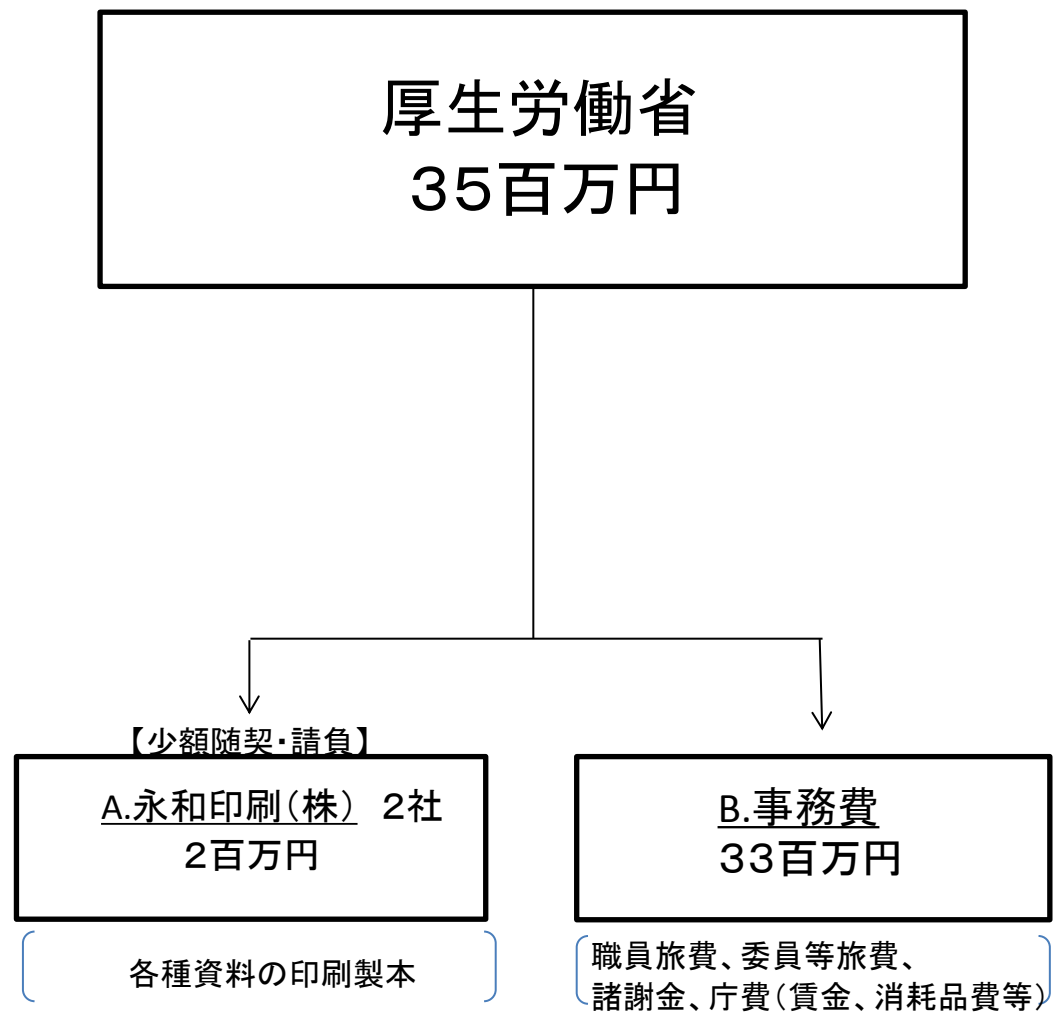 厚生労働省
35百万円
【少額随契・請負】
A.永和印刷(株) 2社
2百万円
B.事務費
33百万円
各種資料の印刷製本
職員旅費、委員等旅費、
諸謝金、庁費(賃金、消耗品費等)